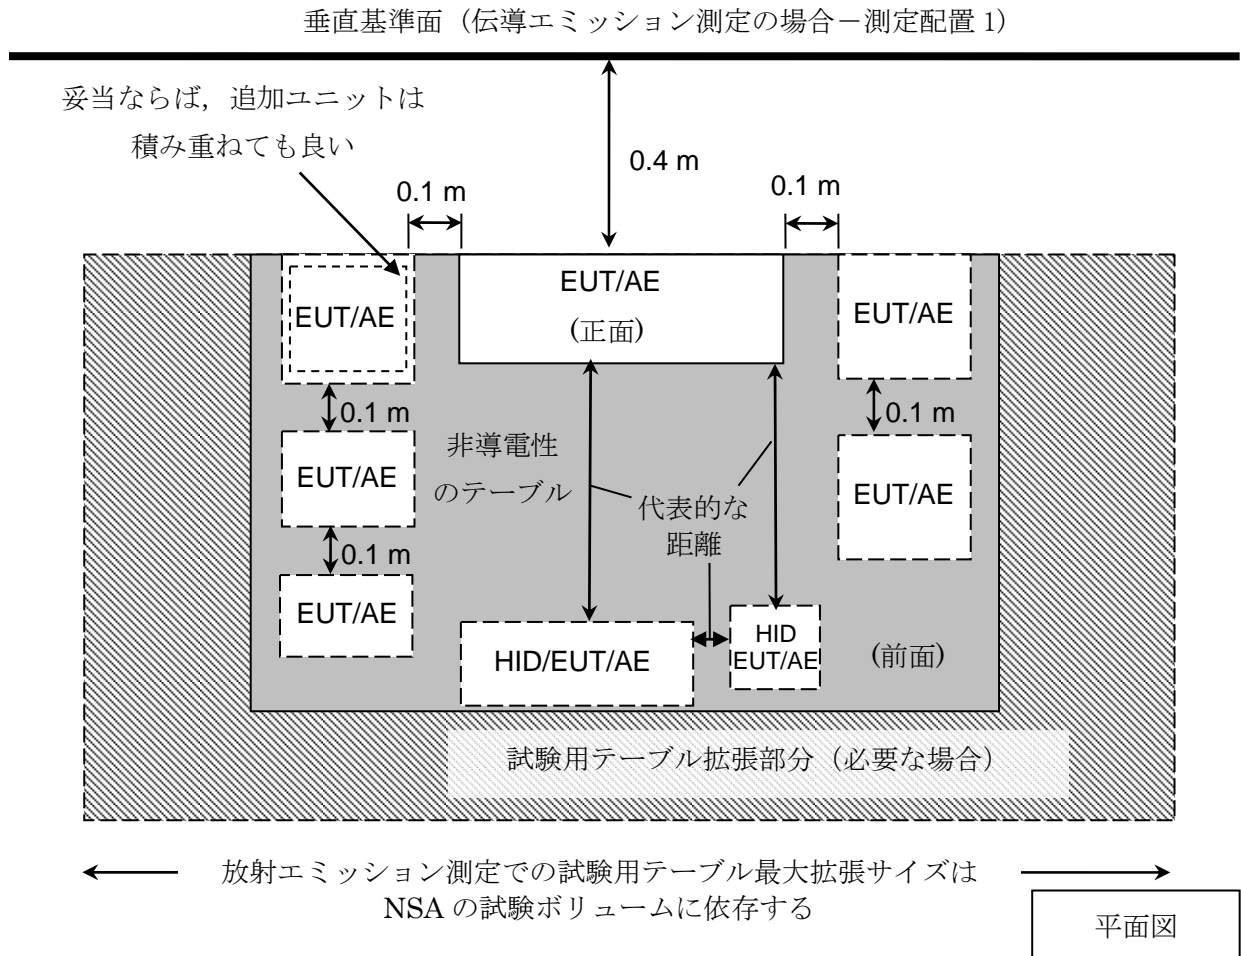 垂直基準面（伝導エミッション測定の場合－測定配置 1）
妥当ならば，追加ユニットは
積み重ねても良い
0.4 m
0.1 m
0.1 m
EUT/AE
(正面)
EUT/AE
EUT/AE
0.1 m
0.1 m
非導電性
のテーブル
EUT/AE
EUT/AE
代表的な
距離
0.1 m
EUT/AE
HID/EUT/AE
HID
EUT/AE
(前面)
試験用テーブル拡張部分（必要な場合）
放射エミッション測定での試験用テーブル最大拡張サイズは
NSA の試験ボリュームに依存する
平面図